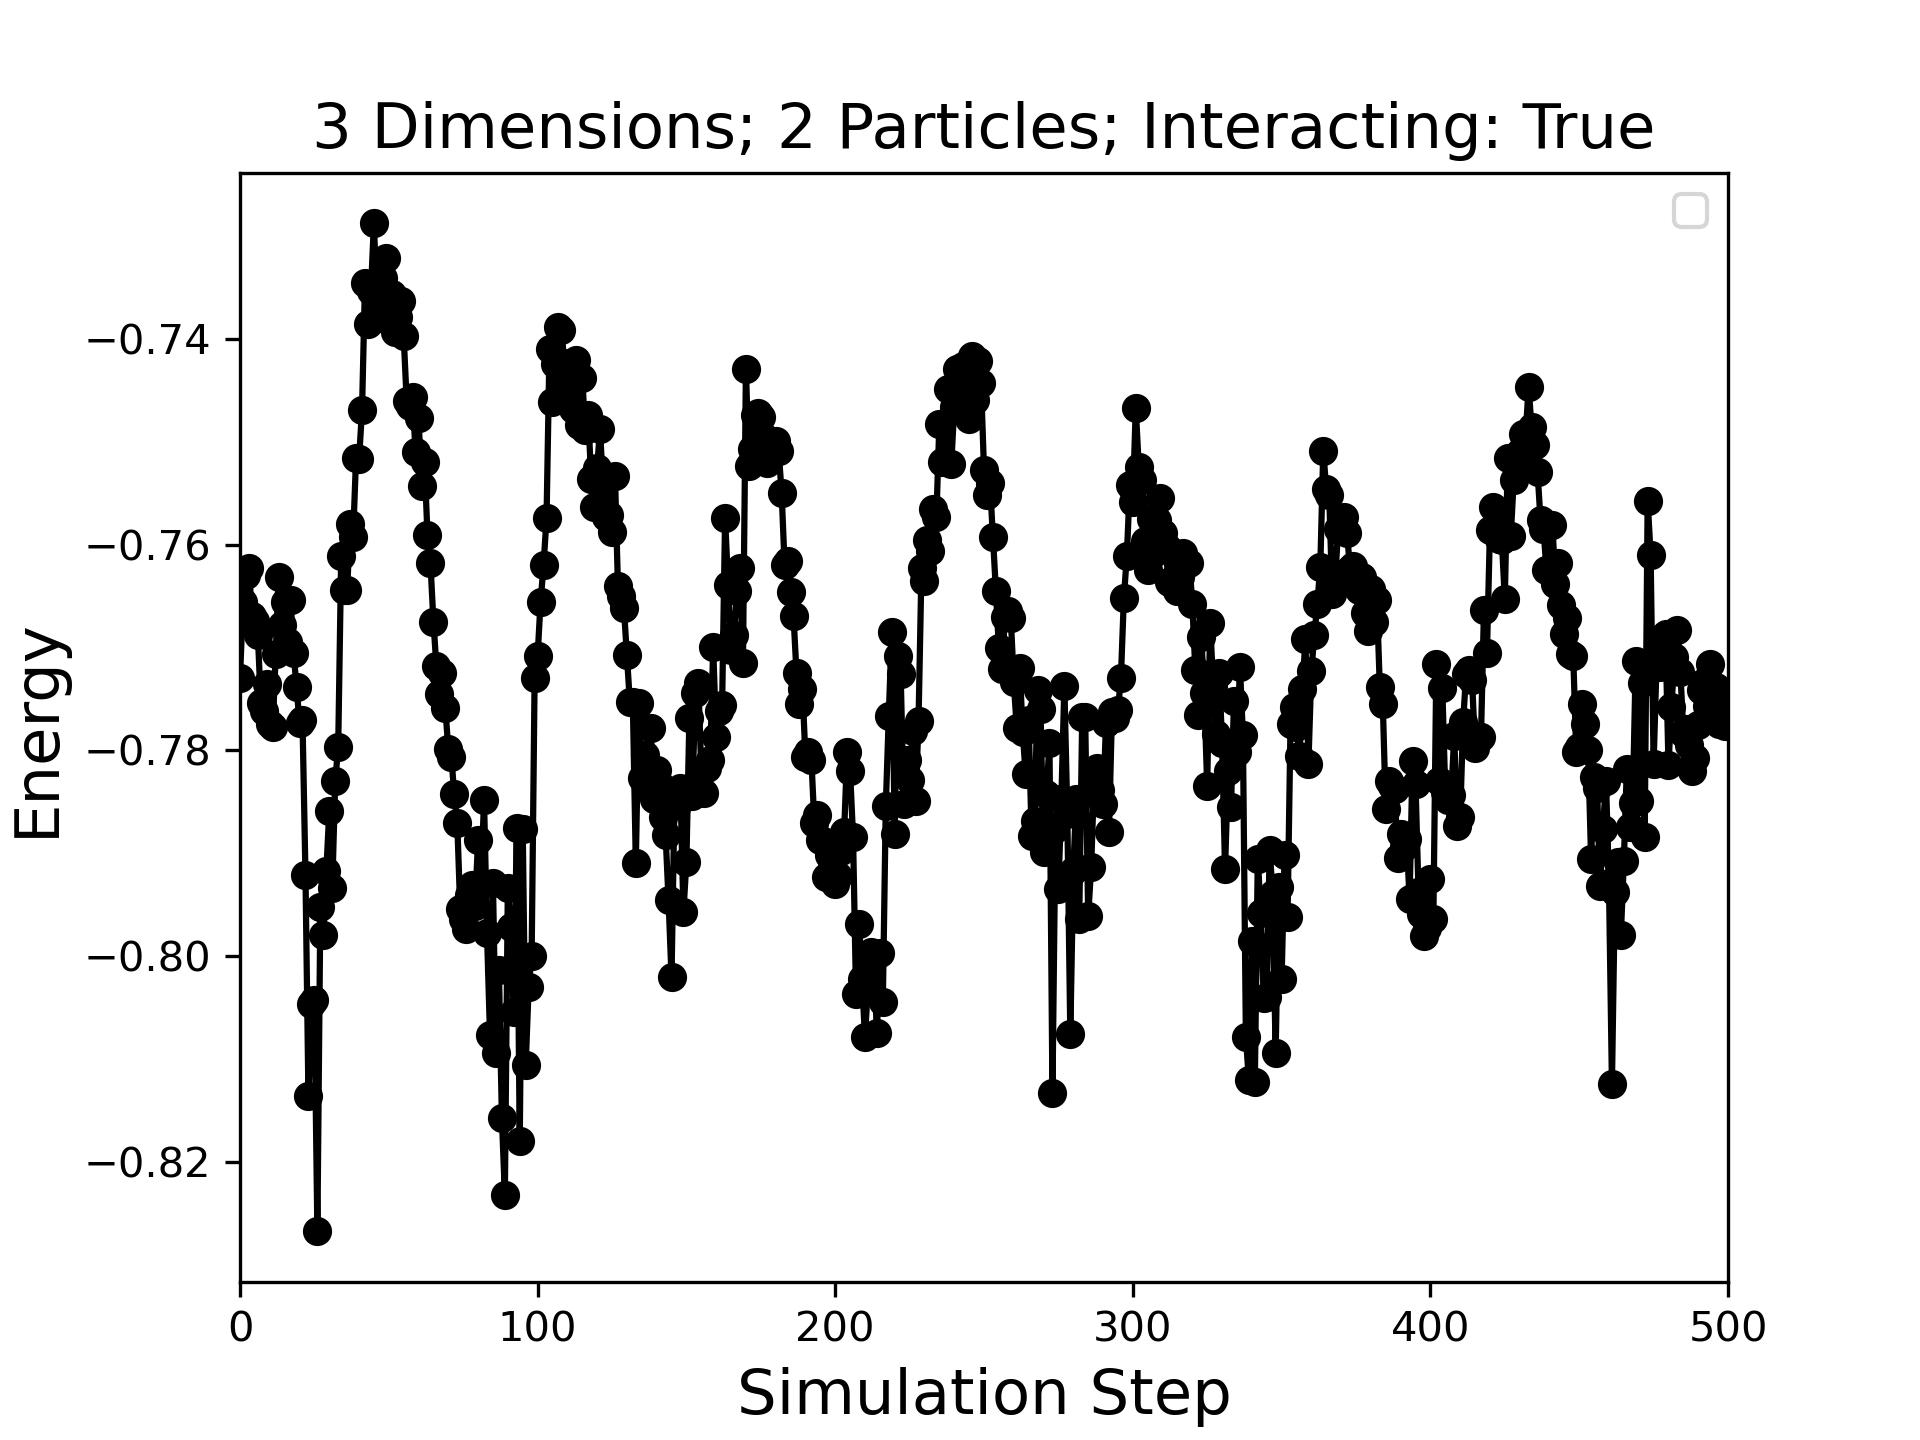 3 Dimensions; 2 Particles; Interacting: True
Energy
−0.74
−0.76
−0.78
−0.80
−0.82
0 100 200 300 400 500
Simulation Step